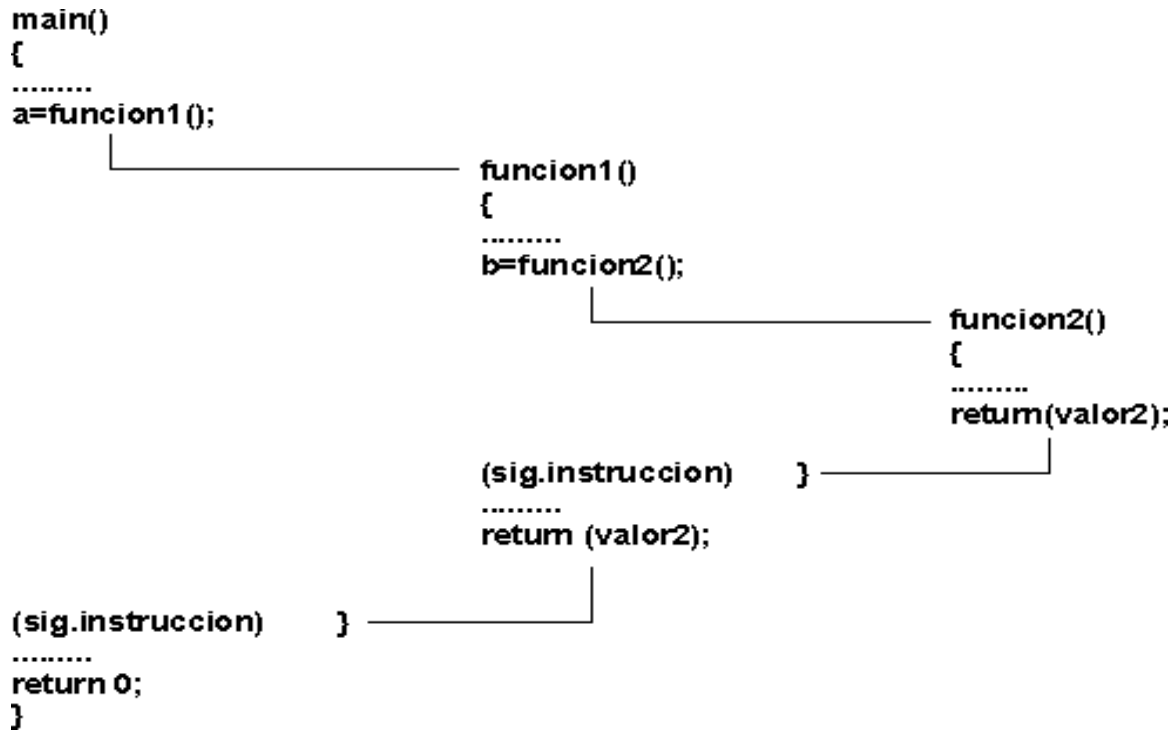 main()
{
.........
a=funcion1();
funcion1()
{
.........
b=funcion2();
funcion2()
{
.........
return(valor2);
(sig.instruccion) }
.........
return (valor2);
(sig.instruccion) }
.........
return 0;
}